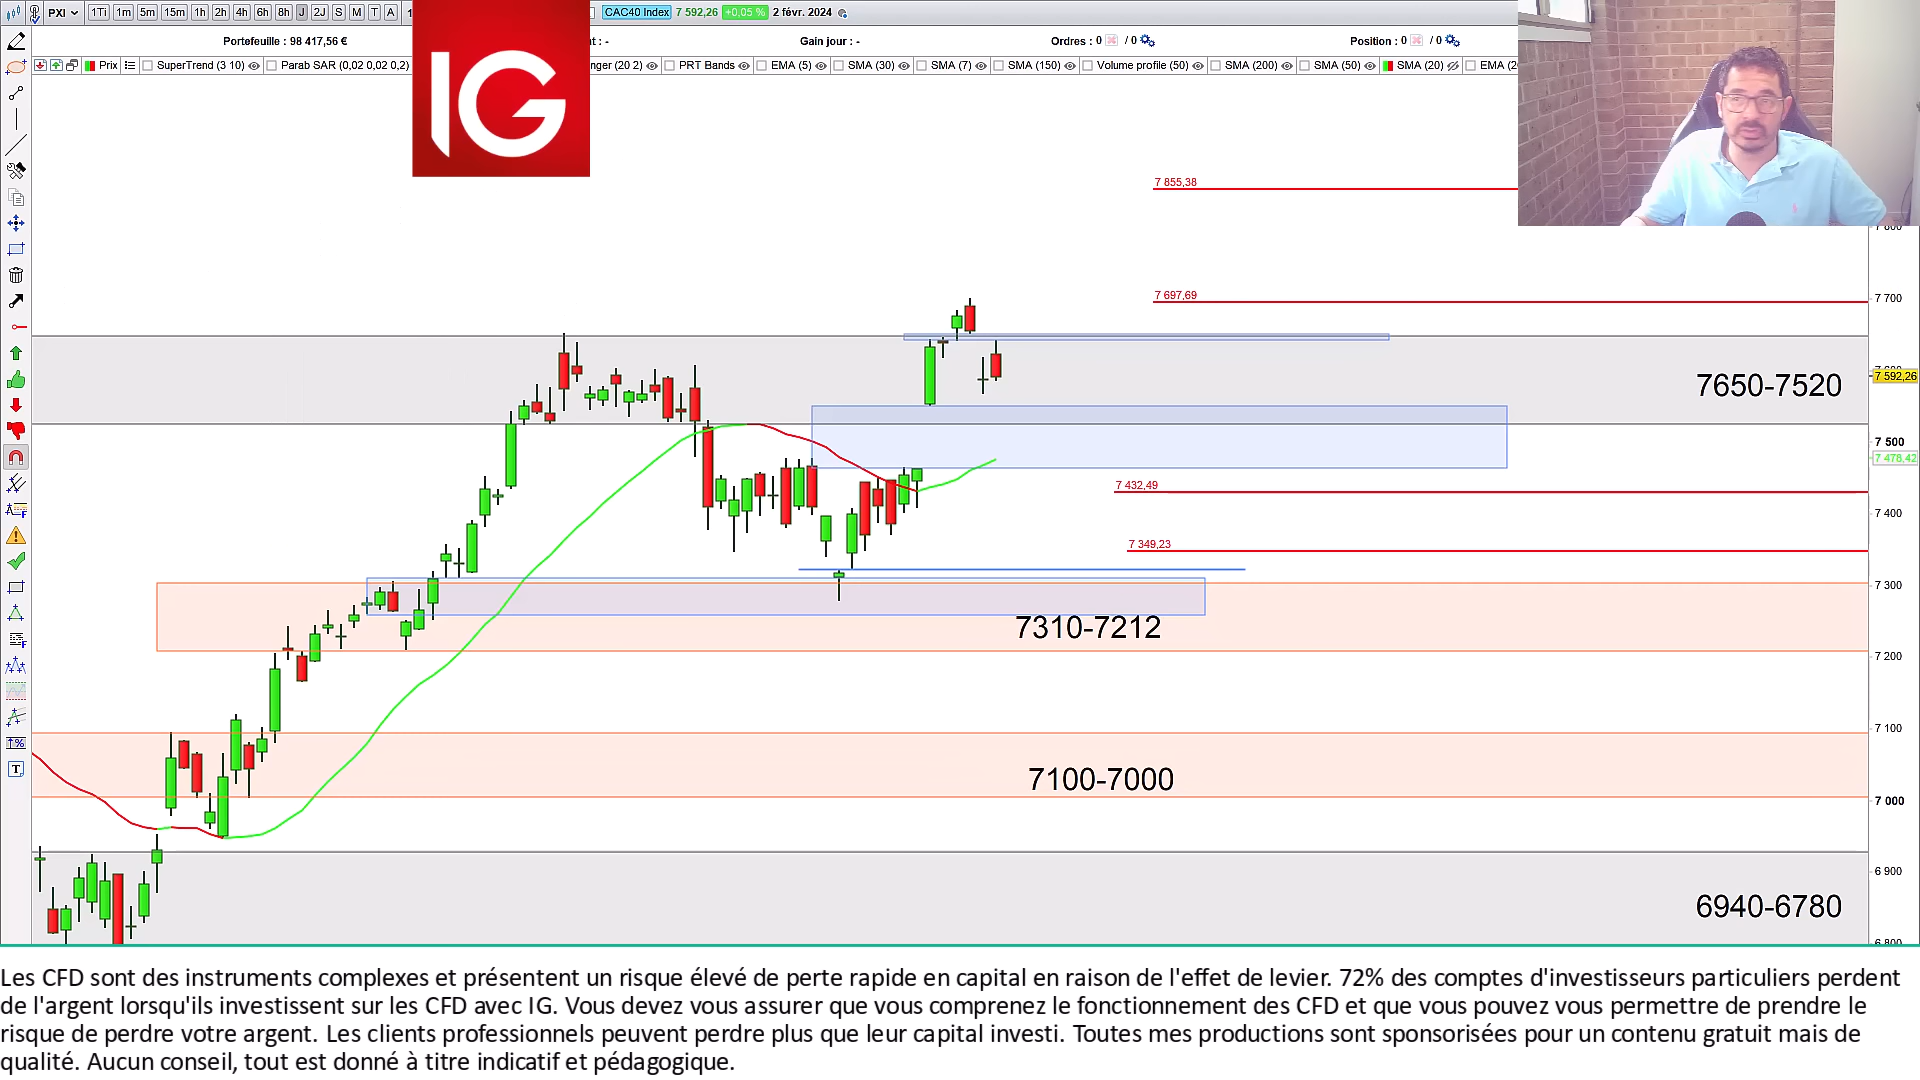 PXI 1Ti 1m 5m 15m 1h 2h 4h 6h 8h J 2J S M T A CAC40 Index 7 592,26 +0,05 % 2 févr. 2024
Portefeuille : 98 417,56 € Gain jour : - Ordres : 0 / 0 Position : 0 / 0
Prix SuperTrend (3 10) Parab SAR (0,02 0,02 0,2) PRT Bands EMA (5) SMA (30) SMA (7) SMA (150) Volume profile (50) SMA (200) SMA (50) SMA (20)
IG
7 855,38
7 697,69
7 700
7650-7520
7 592,26
7 500
7 478,42
7 432,49
7 400
7 349,23
7 300
7310-7212
7 200
7 100
7100-7000
7 000
6 900
6940-6780
Les CFD sont des instruments complexes et présentent un risque élevé de perte rapide en capital en raison de l'effet de levier. 72% des comptes d'investisseurs particuliers perdent
de l'argent lorsqu'ils investissent sur les CFD avec IG. Vous devez vous assurer que vous comprenez le fonctionnement des CFD et que vous pouvez vous permettre de prendre le
risque de perdre votre argent. Les clients professionnels peuvent perdre plus que leur capital investi. Toutes mes productions sont sponsorisées pour un contenu gratuit mais de
qualité. Aucun conseil, tout est donné à titre indicatif et pédagogique.